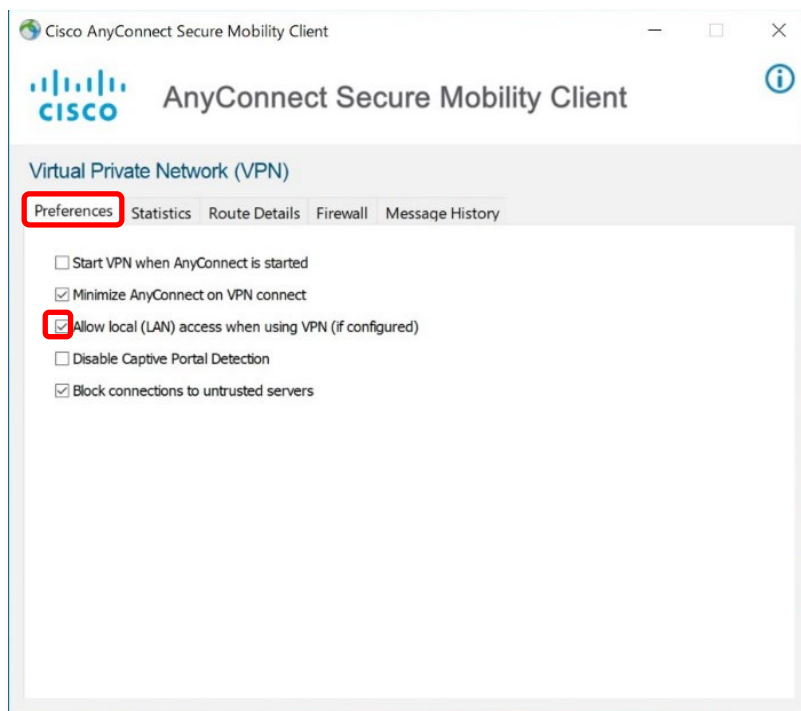 Cisco AnyConnect Secure Mobility Client
CISCO
AnyConnect Secure Mobility Client
Virtual Private Network (VPN)
Preferences Statistics Route Details Firewall Message History
Start VPN when AnyConnect is started
Minimize AnyConnect on VPN connect
Allow local (LAN) access when using VPN (if configured)
Disable Captive Portal Detection
Block connections to untrusted servers